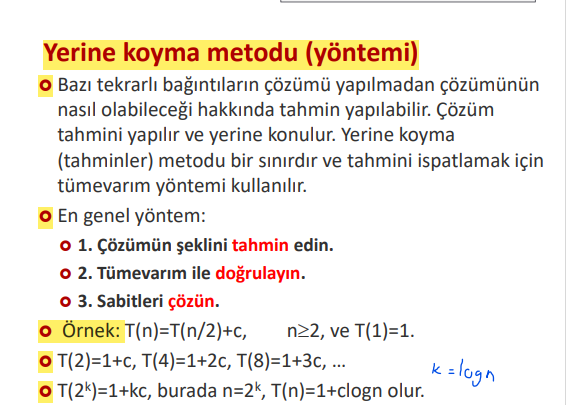 Yerine koyma metodu (yöntemi)
Bazı tekrarlı bağıntıların çözümü yapılmadan çözümünün
nasıl olabileceği hakkında tahmin yapılabilir. Çözüm
tahmini yapılır ve yerine konulur. Yerine koyma
(tahminler) metodu bir sınırdır ve tahmini ispatlamak için
tümevarım yöntemi kullanılır.
En genel yöntem:
1. Çözümün şeklini tahmin edin.
2. Tümevarım ile doğrulayın.
3. Sabitleri çözün.
Örnek: T(n)=T(n/2)+c, n≥2, ve T(1)=1.
T(2)=1+c, T(4)=1+2c, T(8)=1+3c, ...
k = logn
T(2ᵏ)=1+kc, burada n=2ᵏ, T(n)=1+clogn olur.